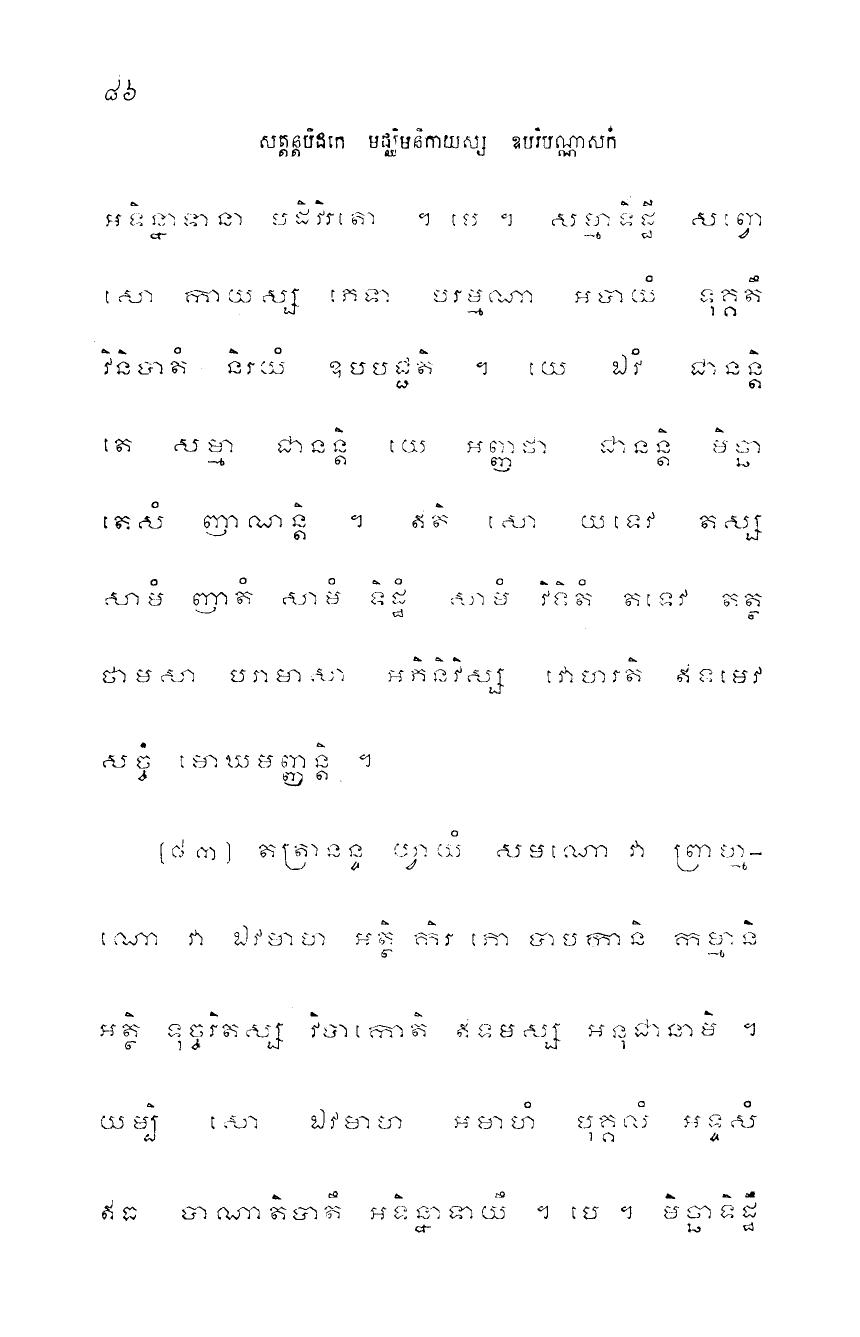 ៨៦
សុត្តន្តបិដកេ មជ្ឈិមនិកាយស្ស ឧបរិបណ្ណាសកំ
អទិន្នាទានា បដិវិរតោ ។ បេ ។ សម្មាទិដ្ឋី សព្វោ
សោ កាយស្ស ភេទា បរម្មរណា អបាយំ ទុគ្គតឹ
វិនិបាតំ និរយំ ឧបបជ្ជតិ ។ យេ ឯវំ ជានន្តិ
តេ សម្មា ជានន្តិ យេ អញ្ញថា ជានន្តិ មិច្ឆា
តេសំ ញាណន្តិ ។ ឥតិ សោ យទេវ តស្ស
សាមំ ញាតំ សាមំ ទិដ្ឋំ សាមំ វិទិតំ តទេវ តត្ថ
ថាមសា បរាមាសា អភិនិវិស្ស វោហរតិ ឥទមេវ
សច្ចំ មោឃមញ្ញន្តិ ។
[៨៣] តត្រានន្ទ យ្វាយំ សមណោ វា ព្រាហ្ម-
ណោ វា ឯវមាហ អត្ថិ កិរ ភោ បាបកានិ កម្មានិ
អត្ថិ ទុច្ចរិតស្ស វិបាកោតិ ឥទមស្ស អនុជានាមិ ។
យម្បិ សោ ឯវមាហ អមាហំ បុគ្គលំ អទ្ទសំ
ឥធ បាណាតិបាតឹ អទិន្នាទាយឹ ។ បេ ។ មិច្ឆាទិដ្ឋឹ